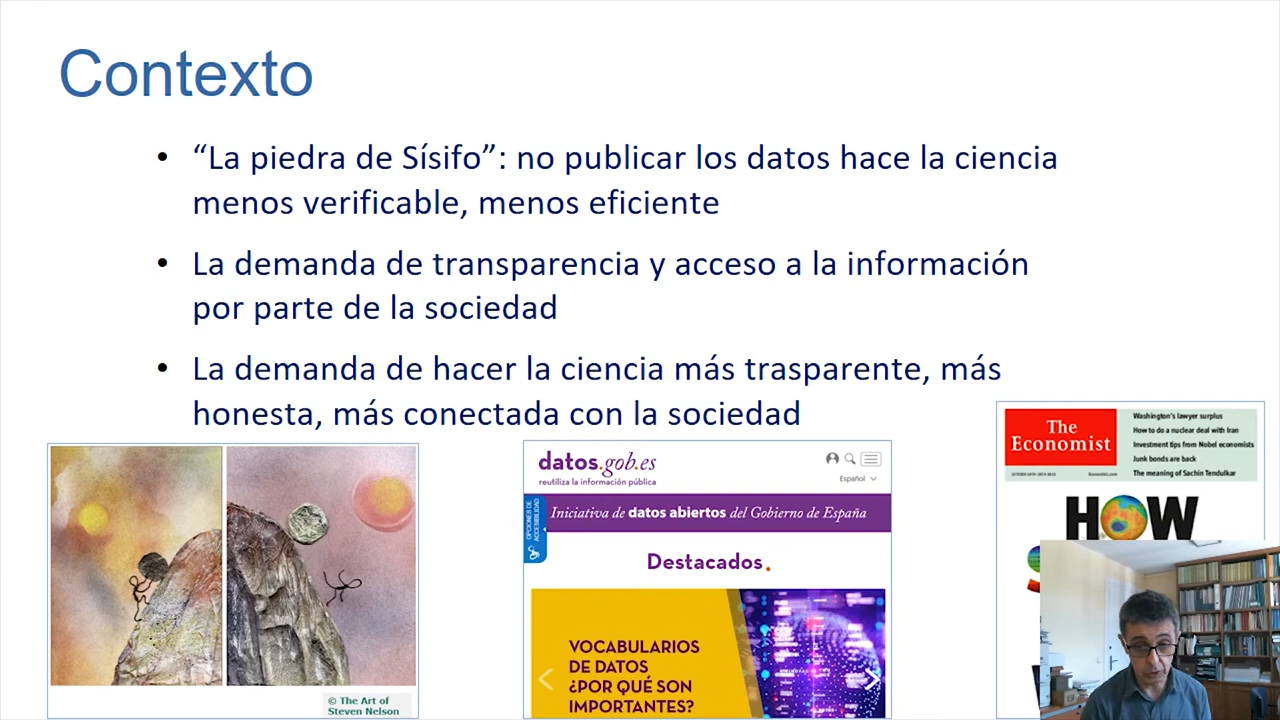 Contexto
• “La piedra de Sísifo”: no publicar los datos hace la ciencia
menos verificable, menos eficiente
• La demanda de transparencia y acceso a la información
por parte de la sociedad
• La demanda de hacer la ciencia más trasparente, más
honesta, más conectada con la sociedad
© The Art of
Steven Nelson
datos.gob.es
reutiliza la información pública
Español
OPCIONES DE
ACCESIBILIDAD
Iniciativa de datos abiertos del Gobierno de España
Destacados.
VOCABULARIOS
DE DATOS
¿POR QUÉ SON
IMPORTANTES?
The
Economist
Washington's lawyer surplus
How to do a nuclear deal with Iran
Investment tips from Nobel economists
Junk bonds are back
The meaning of Sachin Tendulkar
Economist.com
HOW